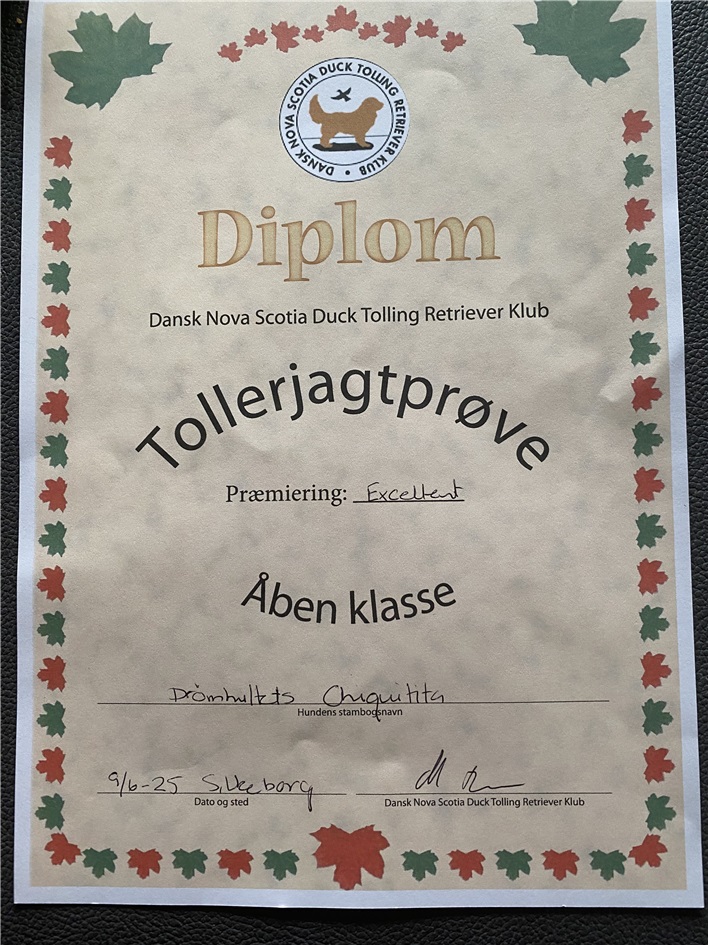 DANSK NOVA SCOTIA DUCK TOLLING RETRIEVER KLUB
Diplom
Dansk Nova Scotia Duck Tolling Retriever Klub
Tollerjagtprøve
Præmiering: Excellent
Åben klasse
Drömhultets Chiquitita
Hundens stambogsnavn
9/6-25 Silkeborg
Dato og sted
Dansk Nova Scotia Duck Tolling Retriever Klub